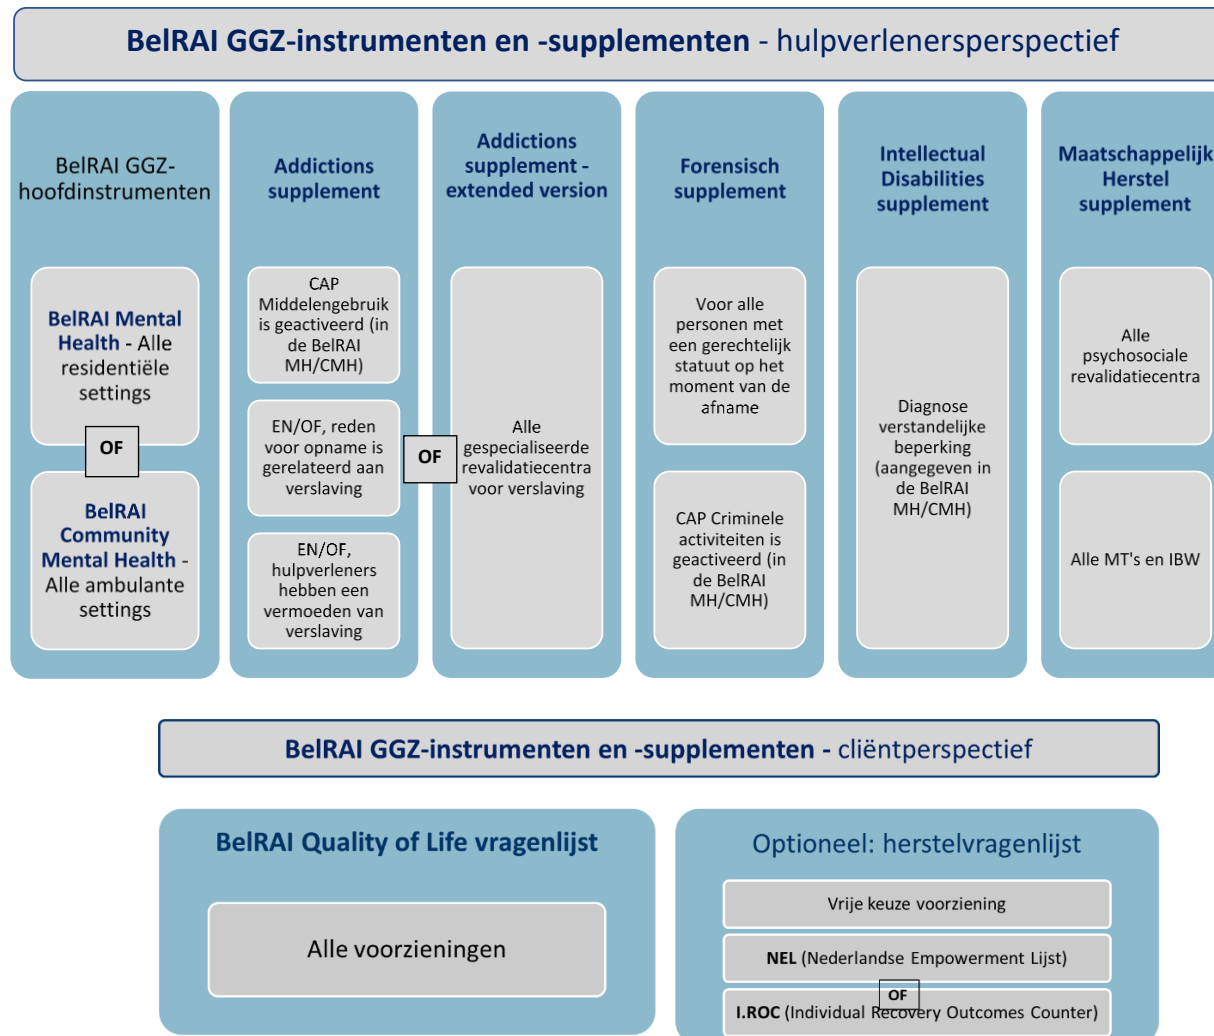 BelRAI GGZ-instrumenten en -supplementen - hulpverlenersperspectief
BelRAI GGZ-
hoofdinstrumenten
BelRAI Mental
Health - Alle
residentiële
settings
OF
BelRAI
Community
Mental Health -
Alle ambulante
settings
Addictions
supplement
CAP
Middelengebruik
is geactiveerd (in
de BelRAI
MH/CMH)
EN/OF, reden
voor opname is
gerelateerd aan
verslaving
EN/OF,
hulpverleners
hebben een
vermoeden van
verslaving
OF
Addictions
supplement -
extended version
Alle
gespecialiseerde
revalidatiecentra
voor verslaving
Forensisch
supplement
Voor alle
personen met
een gerechtelijk
statuut op het
moment van de
afname
CAP Criminele
activiteiten is
geactiveerd (in
de BelRAI
MH/CMH)
Intellectual
Disabilities
supplement
Diagnose
verstandelijke
beperking
(aangegeven in
de BelRAI
MH/CMH)
Maatschappelijk
Herstel
supplement
Alle
psychosociale
revalidatiecentra
Alle MT's en IBW
BelRAI GGZ-instrumenten en -supplementen - cliëntperspectief
BelRAI Quality of Life vragenlijst
Alle voorzieningen
Optioneel: herstelvragenlijst
Vrije keuze voorziening
NEL (Nederlandse Empowerment Lijst)
OF
I.ROC (Individual Recovery Outcomes Counter)